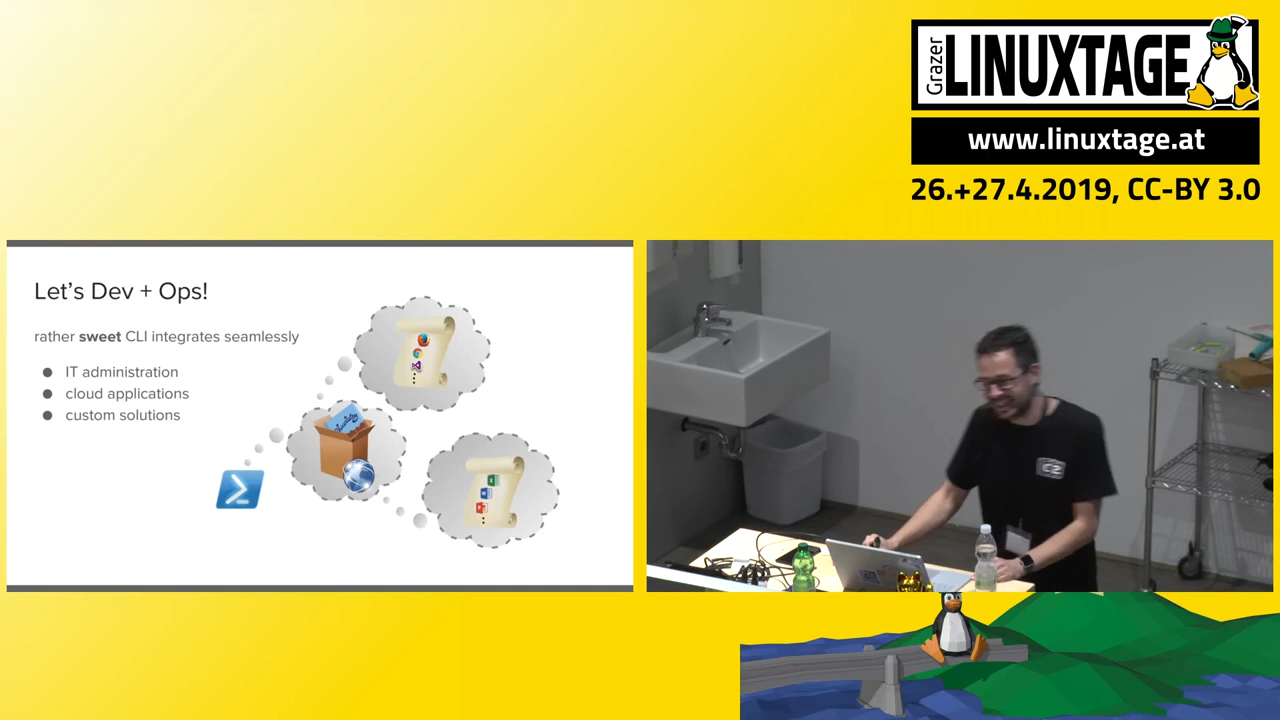 Grazer
LINUXTAGE
www.linuxtage.at
26.+27.4.2019, CC-BY 3.0
Let's Dev + Ops!
rather sweet CLI integrates seamlessly
● IT administration
● cloud applications
● custom solutions
C2